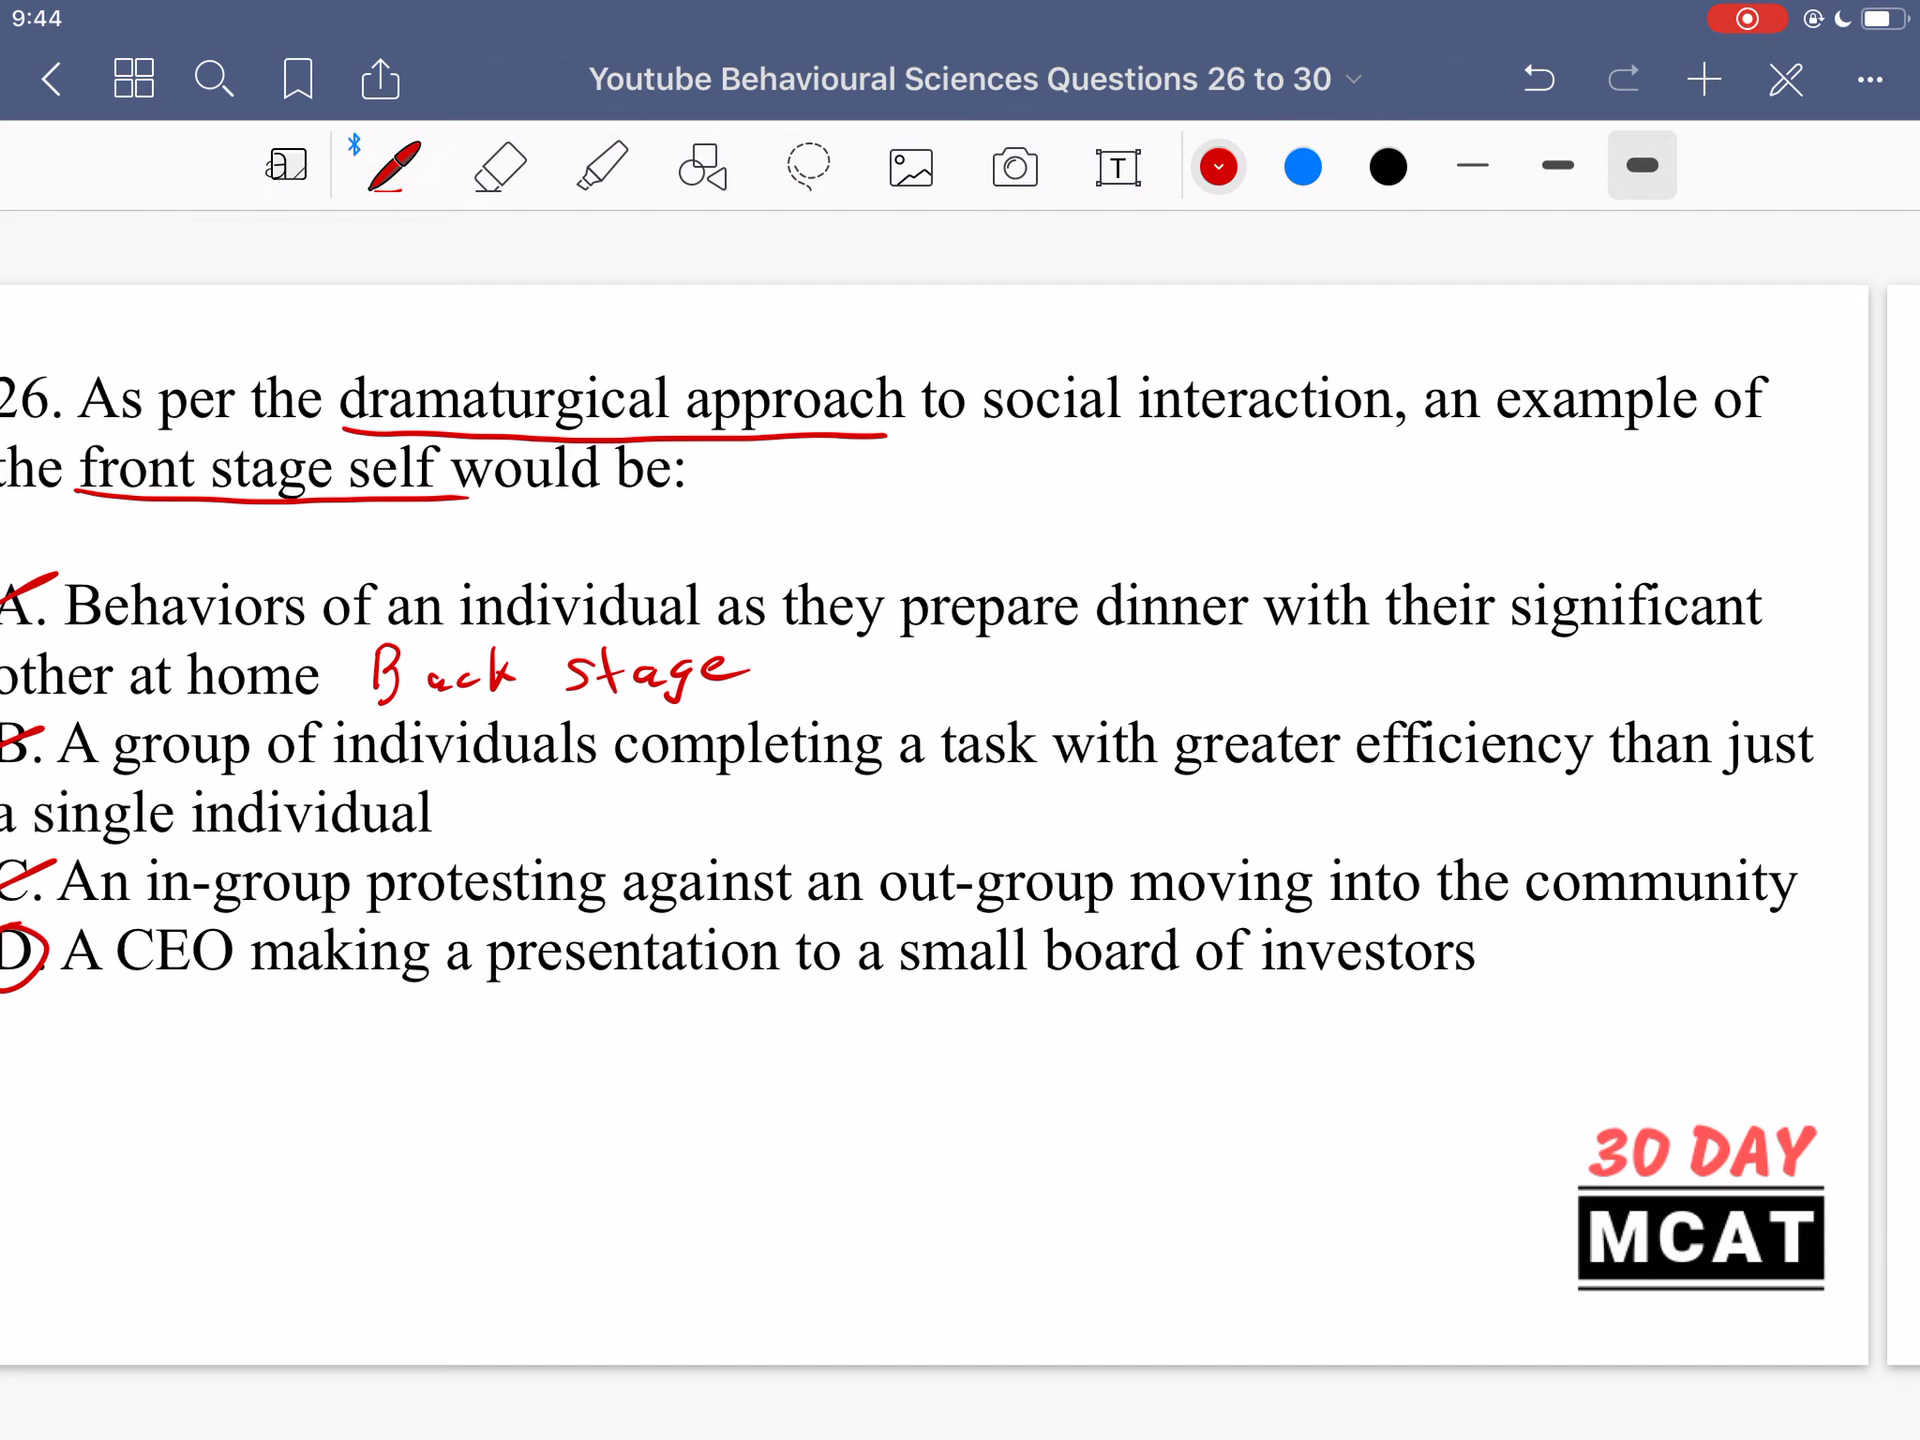 9:44
Youtube Behavioural Sciences Questions 26 to 30
a
T
26. As per the dramaturgical approach to social interaction, an example of
the front stage self would be:
A. Behaviors of an individual as they prepare dinner with their significant
other at home Back stage
B. A group of individuals completing a task with greater efficiency than just
a single individual
C. An in-group protesting against an out-group moving into the community
D. A CEO making a presentation to a small board of investors
30 DAY
MCAT